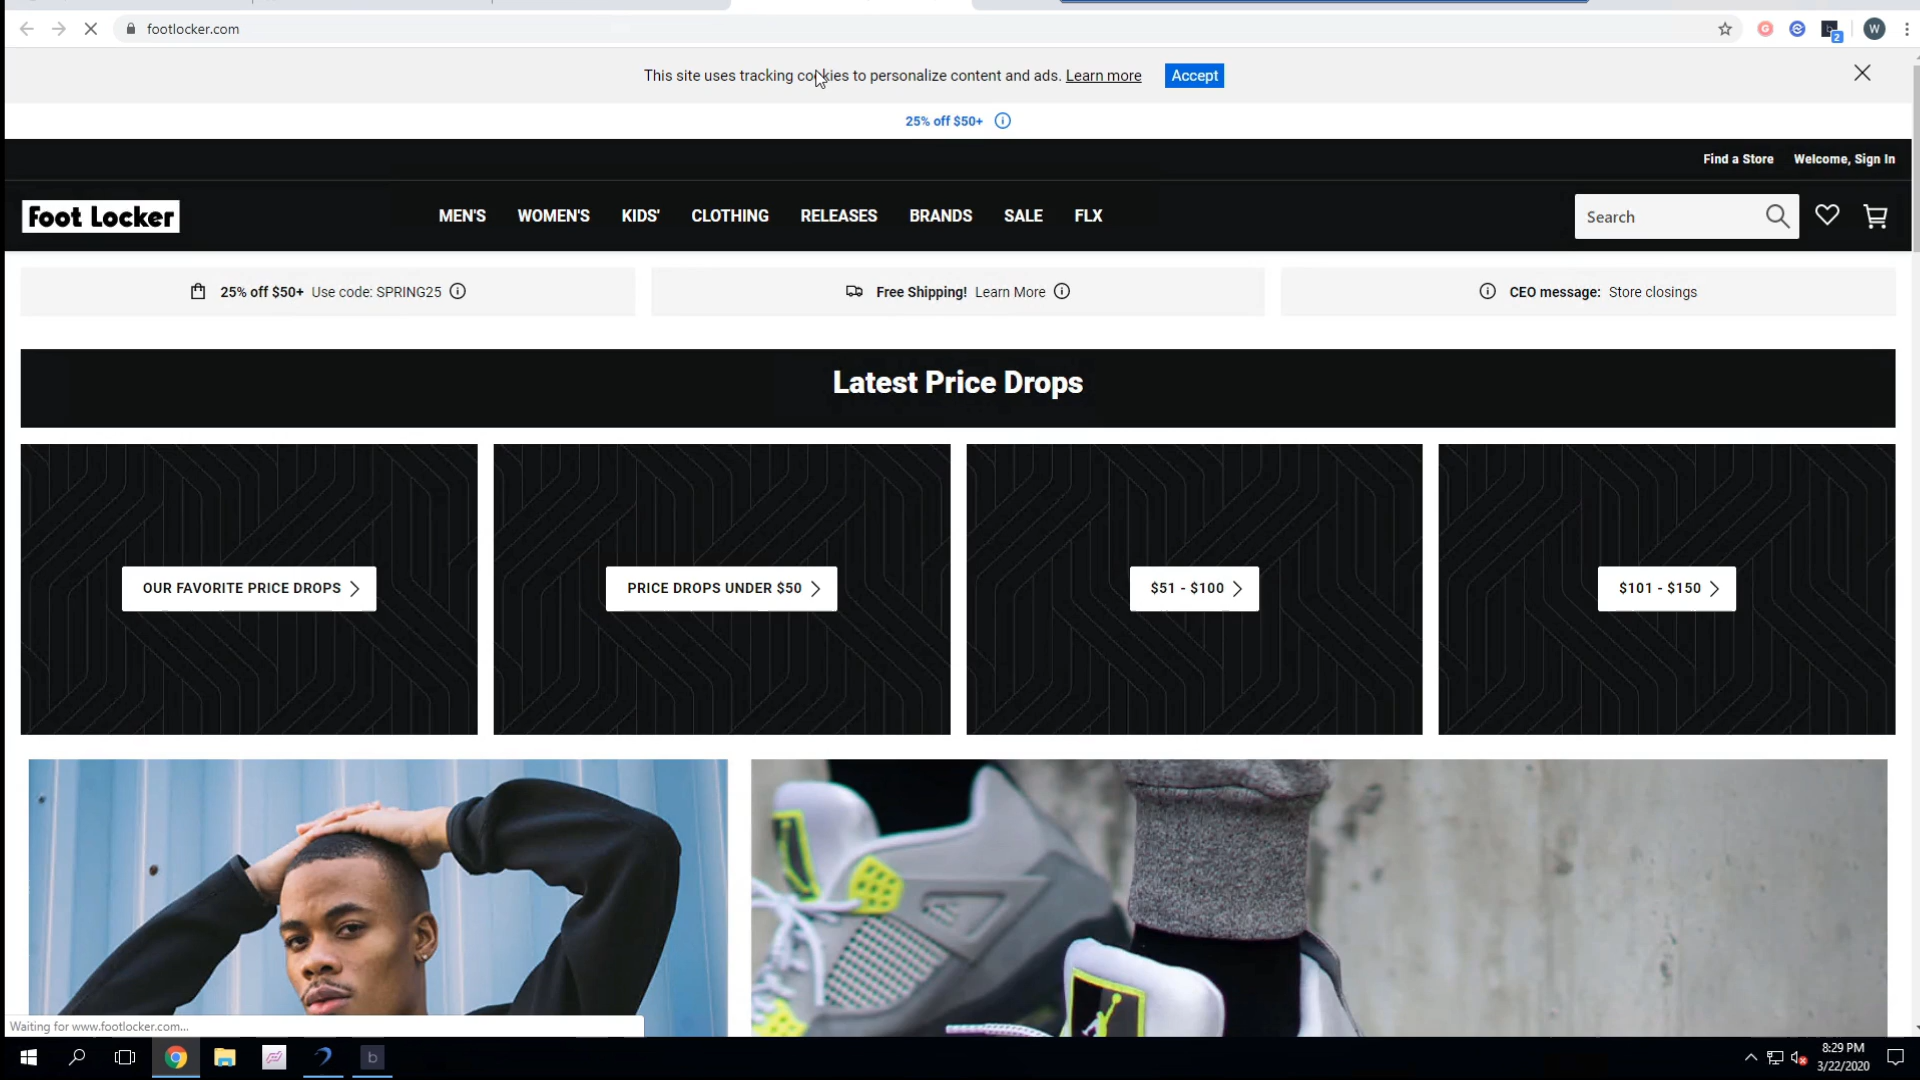 footlocker.com
2
W
This site uses tracking cookies to personalize content and ads. Learn more Accept
25% off $50+
Find a Store Welcome, Sign In
Foot Locker MEN'S WOMEN'S KIDS' CLOTHING RELEASES BRANDS SALE FLX Search
25% off $50+ Use code: SPRING25
Free Shipping! Learn More
CEO message: Store closings
Latest Price Drops
OUR FAVORITE PRICE DROPS
PRICE DROPS UNDER $50
$51 - $100
$101 - $150
Waiting for www.footlocker.com...
b
8:29 PM
3/22/2020